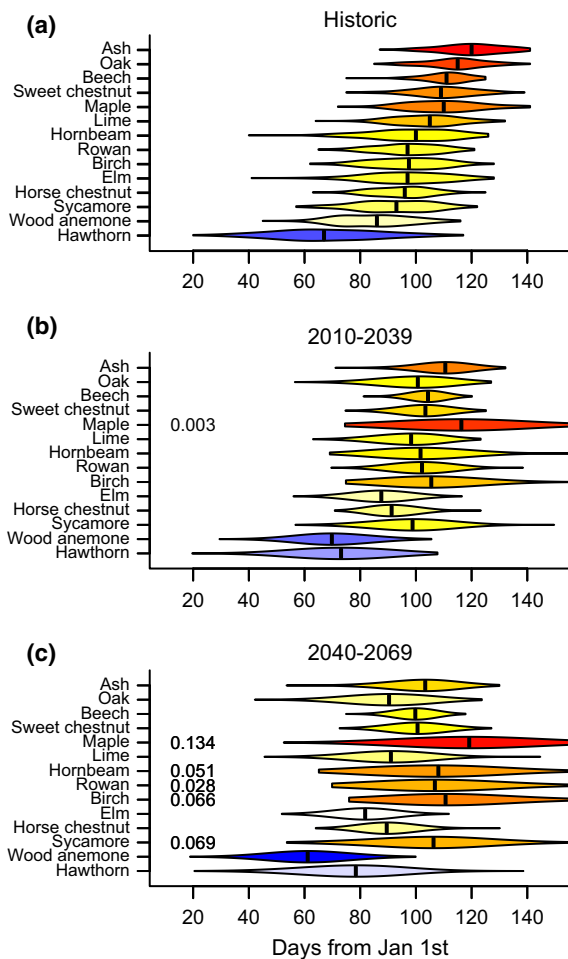 (a)
Historic
Ash
Oak
Beech
Sweet chestnut
Maple
Lime
Hornbeam
Rowan
Birch
Elm
Horse chestnut
Sycamore
Wood anemone
Hawthorn
20 40 60 80 100 120 140
(b)
2010-2039
Ash
Oak
Beech
Sweet chestnut
Maple 0.003
Lime
Hornbeam
Rowan
Birch
Elm
Horse chestnut
Sycamore
Wood anemone
Hawthorn
20 40 60 80 100 120 140
(c)
2040-2069
Ash
Oak
Beech
Sweet chestnut
Maple 0.134
Lime
Hornbeam 0.051
Rowan 0.028
Birch 0.066
Elm
Horse chestnut
Sycamore 0.069
Wood anemone
Hawthorn
20 40 60 80 100 120 140
Days from Jan 1st